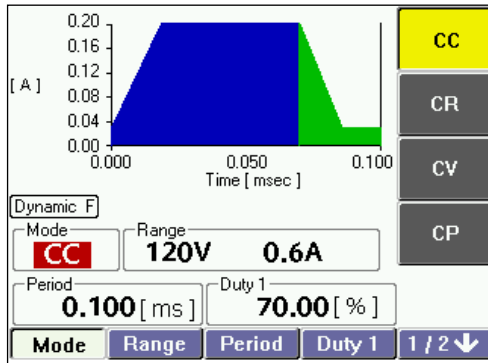 0.20
0.16
0.12
[ A ]
0.08
0.04
0.00
0.000 0.050 0.100
Time [ msec ]
CC
CR
CV
CP
Dynamic F
Mode
CC
Range
120V 0.6A
Period
0.100 [ ms ]
Duty 1
70.00 [ % ]
Mode Range Period Duty 1 1 / 2